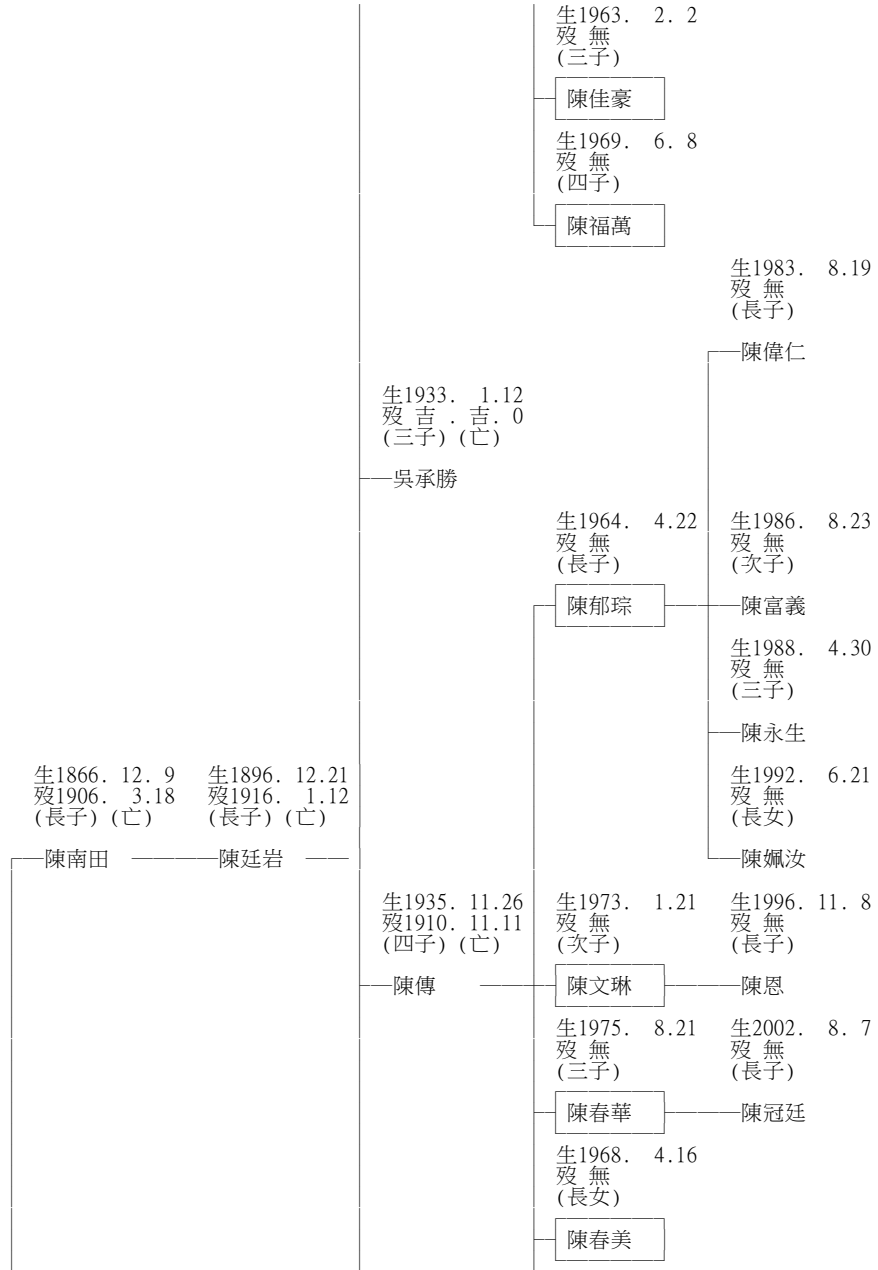 生1963. 2. 2
歿 無
(三子)
陳佳豪
生1969. 6. 8
歿 無
(四子)
陳福萬
生1983. 8.19
歿 無
(長子)
陳偉仁
生1933. 1.12
歿 吉 . 吉. 0
(三子)(亡)
吳承勝
生1964. 4.22
歿 無
(長子)
陳郁琮
生1986. 8.23
歿 無
(次子)
陳富義
生1988. 4.30
歿 無
(三子)
陳永生
生1866. 12. 9
歿1906. 3.18
(長子)(亡)
陳南田
生1896. 12.21
歿1916. 1.12
(長子)(亡)
陳廷岩
生1992. 6.21
歿 無
(長女)
陳姵汝
生1935. 11.26
歿1910. 11.11
(四子)(亡)
陳傳
生1973. 1.21
歿 無
(次子)
陳文琳
生1996. 11. 8
歿 無
(長子)
陳恩
生1975. 8.21
歿 無
(三子)
陳春華
生2002. 8. 7
歿 無
(長子)
陳冠廷
生1968. 4.16
歿 無
(長女)
陳春美